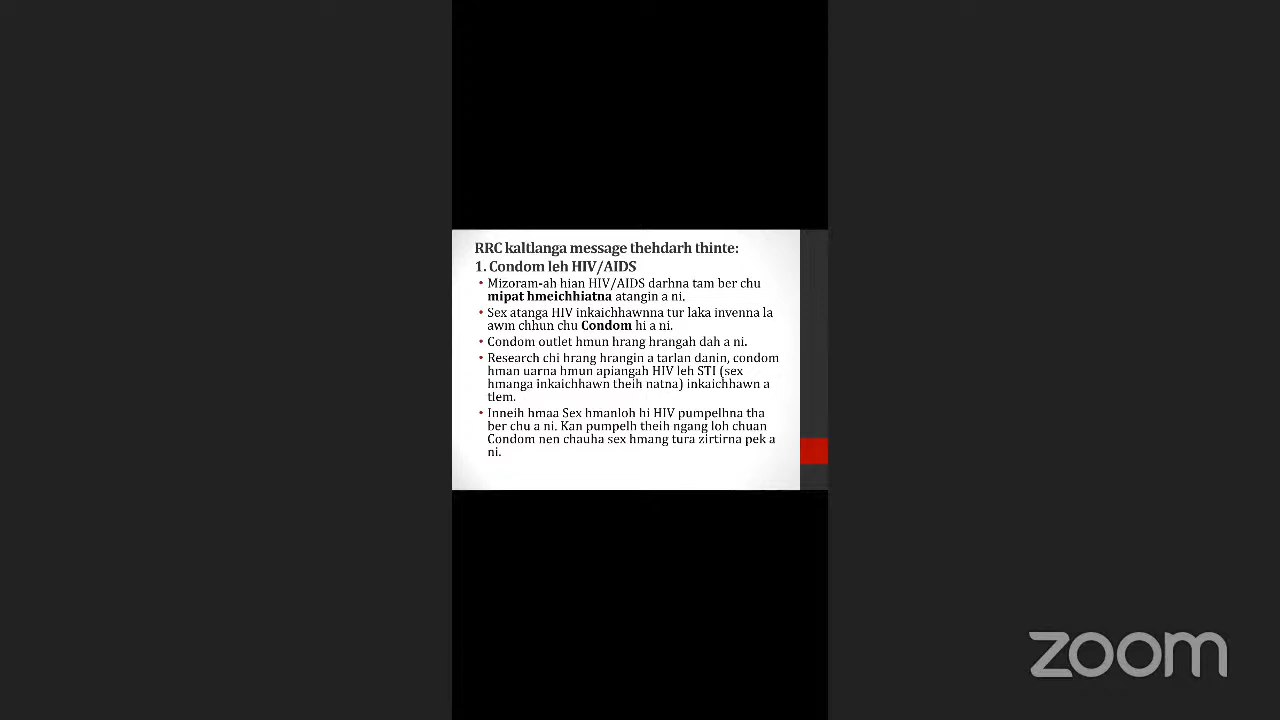 RRC kaltlanga message thehdarh thinte:
1. Condom leh HIV/AIDS
• Mizoram-ah hian HIV/AIDS darhna tam ber chu
mipat hmeichhiatna atangin a ni.
• Sex atanga HIV inkaichhawnna tur laka invenna la
awm chhun chu Condom hi a ni.
• Condom outlet hmun hrang hrangah dah a ni.
• Research chi hrang hrangin a tarlan danin, condom
hman uarna hmun apiangah HIV leh STI (sex
hmanga inkaichhawn theih natna) inkaichhawn a
tlem.
• Inneih hmaa Sex hmanloh hi HIV pumpelhna tha
ber chu a ni. Kan pumpelh theih ngang loh chuan
Condom nen chauha sex hmang tura zirtirna pek a
ni.
zoom